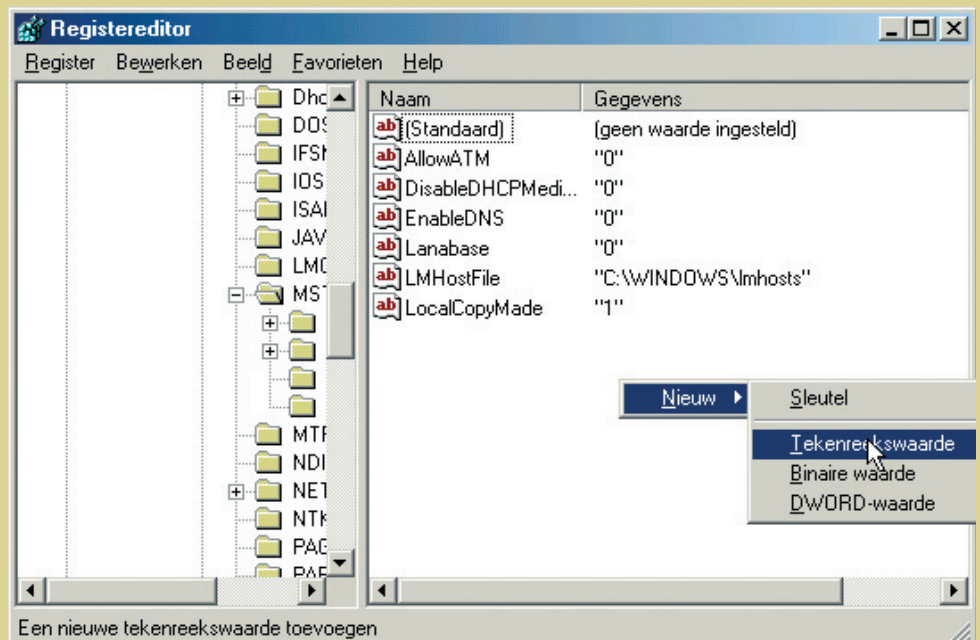 Registereditor
Register Bewerken Beeld Favorieten Help
Naam Gegevens
(Standaard) (geen waarde ingesteld)
AllowATM "0"
DisableDHCPMedi... "0"
EnableDNS "0"
Lanabase "0"
LMHostFile "C:\WINDOWS\lmhosts"
LocalCopyMade "1"
Dhc
DOS
IFSM
IOS
ISAI
JAV
LMC
MST
MTF
NDI
NET
NTK
PAG
PAR
Nieuw
Sleutel
Tekenreekswaarde
Binaire waarde
DWORD-waarde
Een nieuwe tekenreekswaarde toevoegen